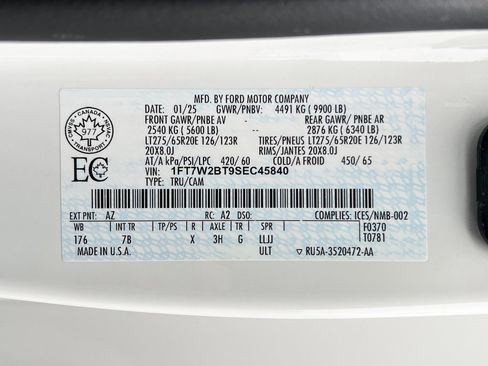 MFD. BY FORD MOTOR COMPANY
DATE: 01/25 GVWR/PNBV: 4491 KG ( 9900 LB)
FRONT GAWR/ PNBE AV REAR GAWR/ PNBE AR
2540 KG ( 5600 LB) 2876 KG ( 6340 LB)
LT275/65R20E 126/123R TIRES/PNEUS LT275/65R20E 126/123R
20X8.0J RIMS/JANTES 20X8.0J
AT/A kPa/PSI/LPC 420/ 60 COLD/A FROID 450/ 65
VIN: 1FT7W2BT9SEC45840
TYPE: TRU/CAM
CANADA
977
TRANSPORT
EC
EXT PNT: AZ RC: A2 DSO: COMPLIES: ICES/NMB-002
WB INT TR TP/PS R AXLE TR SPR F0370
176 7B X 3H G LLJJ T0781
MADE IN U.S.A. ULT ▽ RU5A-3520472-AA